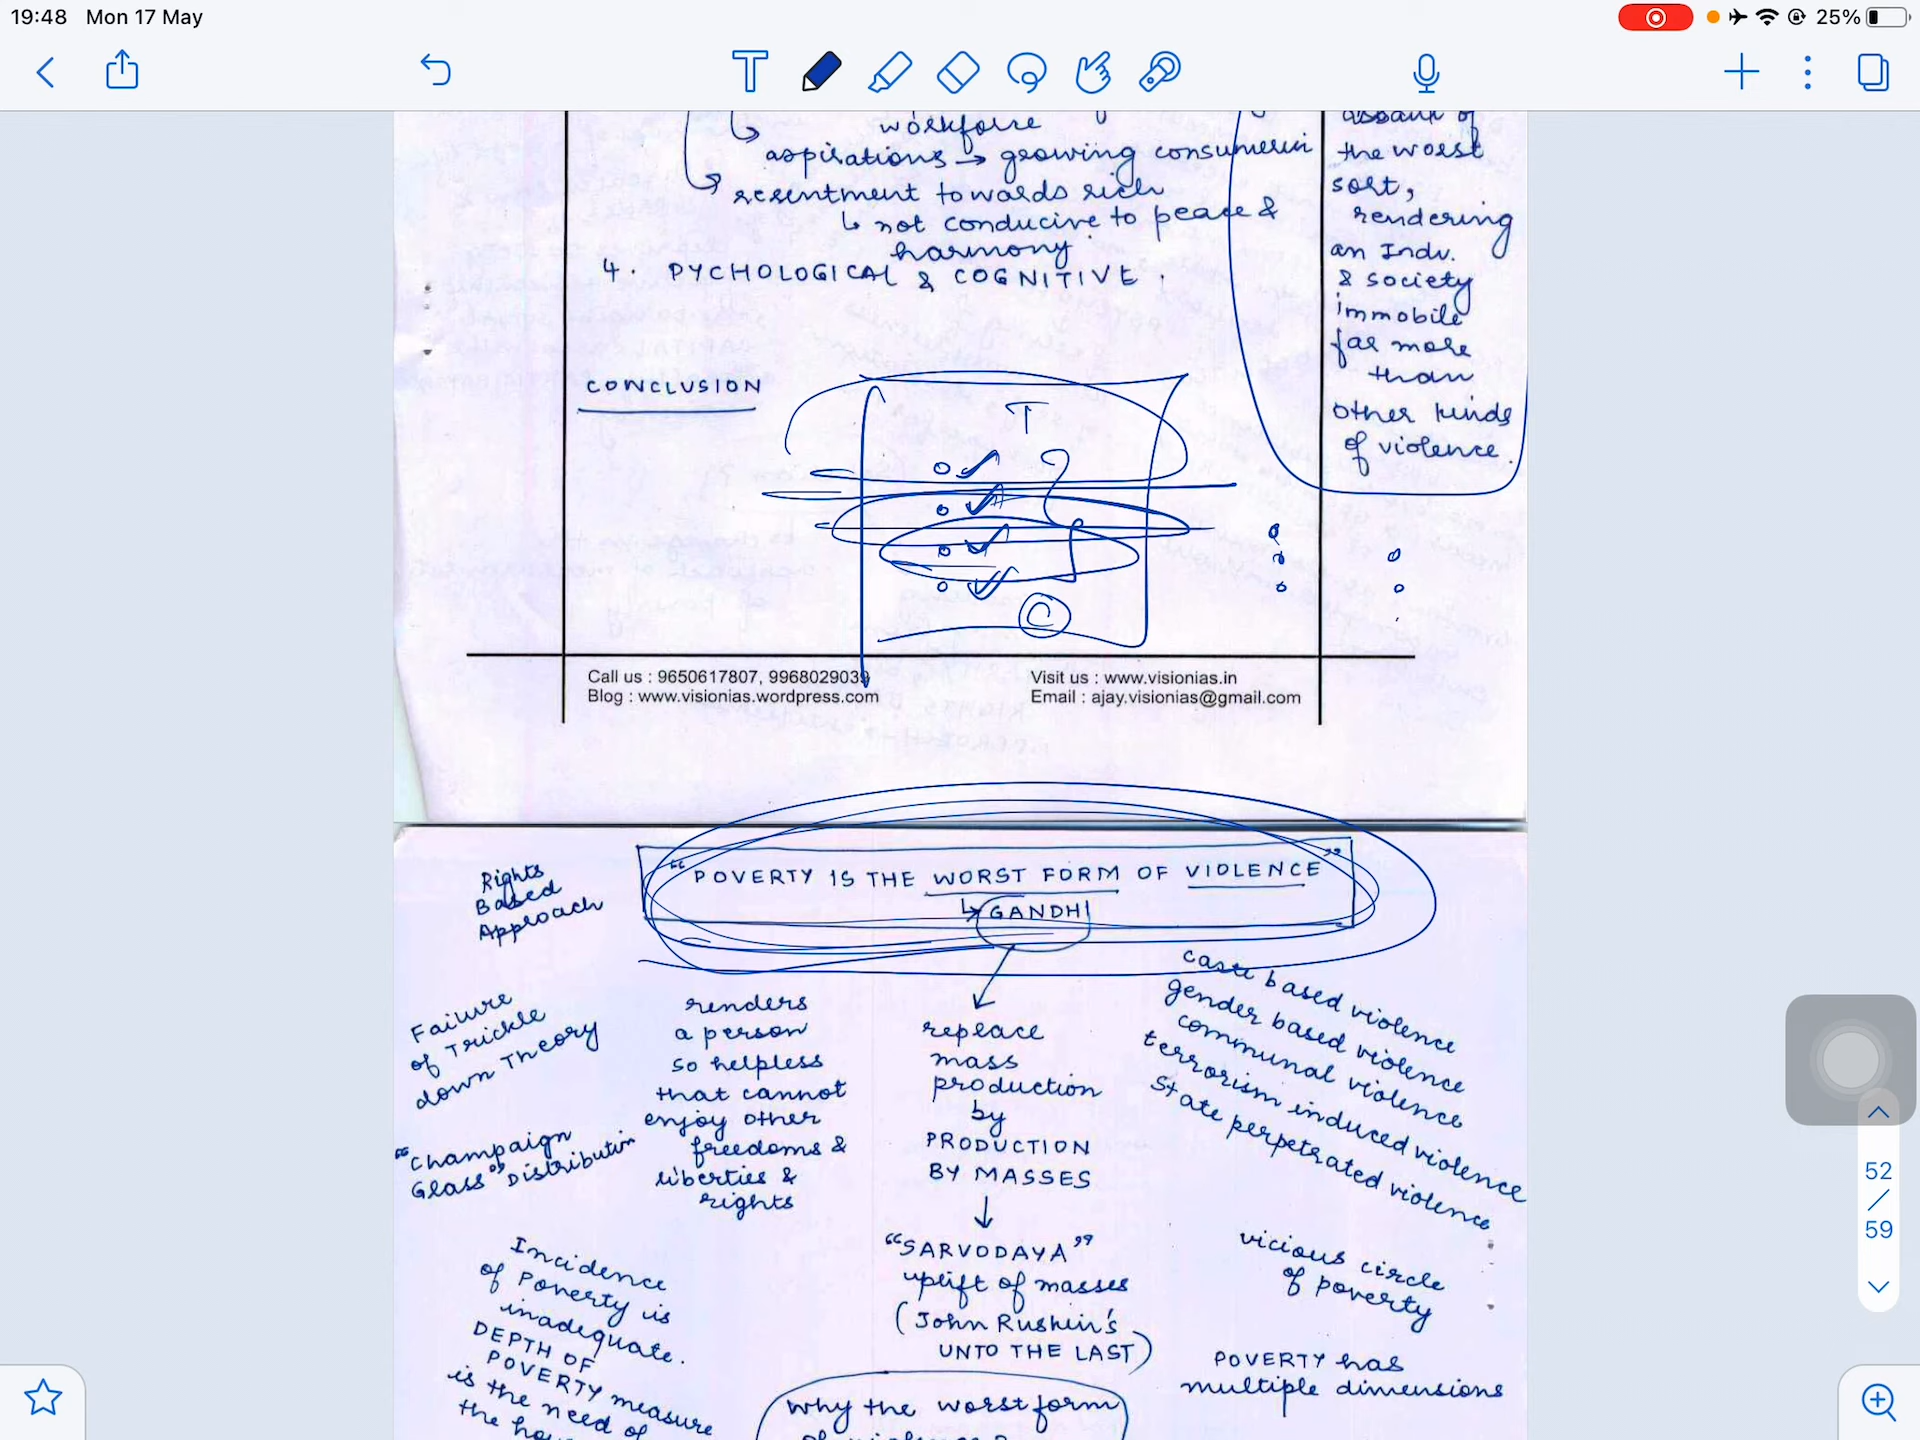 19:48 Mon 17 May
25%
workforce
aspirations → growing consumerism
resentment towards rich
↳ not conducive to peace &
harmony.
4. PYCHOLOGICAL & COGNITIVE.
assault of
the worst
sort,
rendering
an Indv.
& society
immobile
far more
than
other kinds
of violence.
CONCLUSION
T
C
Call us : 9650617807, 9968029039
Blog : www.visionias.wordpress.com
Visit us : www.visionias.in
Email : ajay.visionias@gmail.com
"POVERTY IS THE WORST FORM OF VIOLENCE"
↳ GANDHI
Rights
Based
Approach
Failure
of Trickle
down Theory
"Champaign
Glass" Distribution
Incidence
of Poverty is
inadequate.
DEPTH OF
POVERTY measure
is the need of
the hour
renders
a person
so helpless
that cannot
enjoy other
freedoms &
liberties &
rights
replace
mass
production
by
PRODUCTION
BY MASSES
↓
"SARVODAYA"
uplift of masses
(John Ruskin's
UNTO THE LAST)
why the worst form
caste based violence
gender based violence
communal violence
terrorism induced violence
State perpetrated violence
vicious circle
of poverty
POVERTY has
multiple dimensions
52
/
59